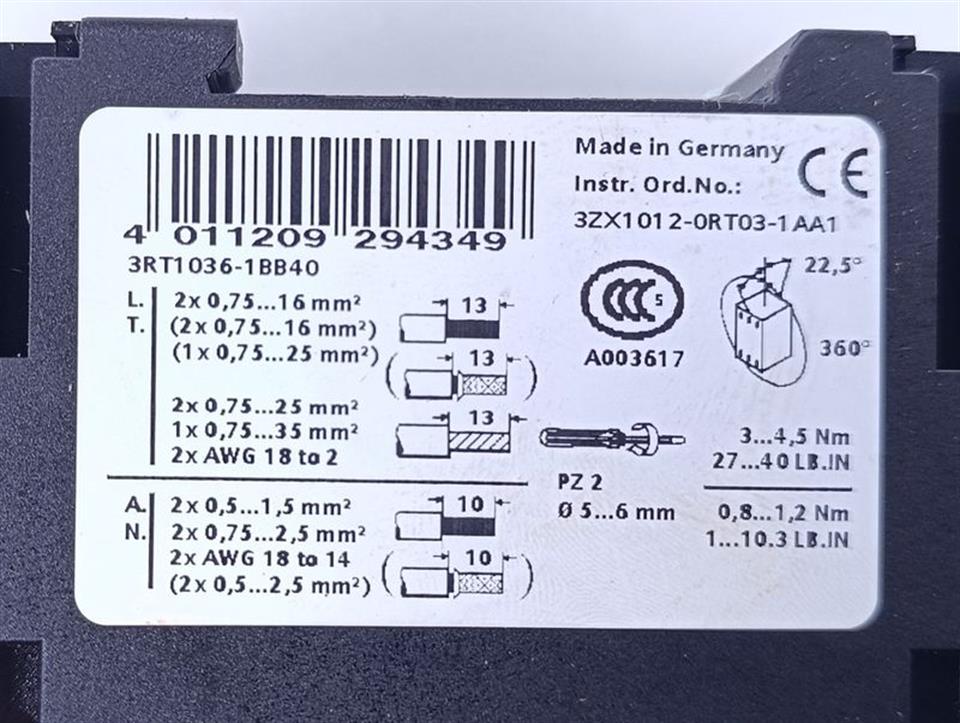 4 011209 294349
3RT1036-1BB40
Made in Germany
CE
Instr. Ord.No.:
3ZX1012-0RT03-1AA1
CCC S
A003617
22,5°
360°
L. 2x 0,75...16 mm² 13
T. (2x 0,75...16 mm²)
(1x 0,75...25 mm²) 13
2x 0,75...25 mm² 13
1x 0,75...35 mm²
2x AWG 18 to 2
3...4,5 Nm
27...40 LB.IN
PZ 2
Ø 5...6 mm
0,8...1,2 Nm
1...10.3 LB.IN
A. 2x 0,5...1,5 mm² 10
N. 2x 0,75...2,5 mm²
2x AWG 18 to 14 10
(2x 0,5...2,5 mm²)